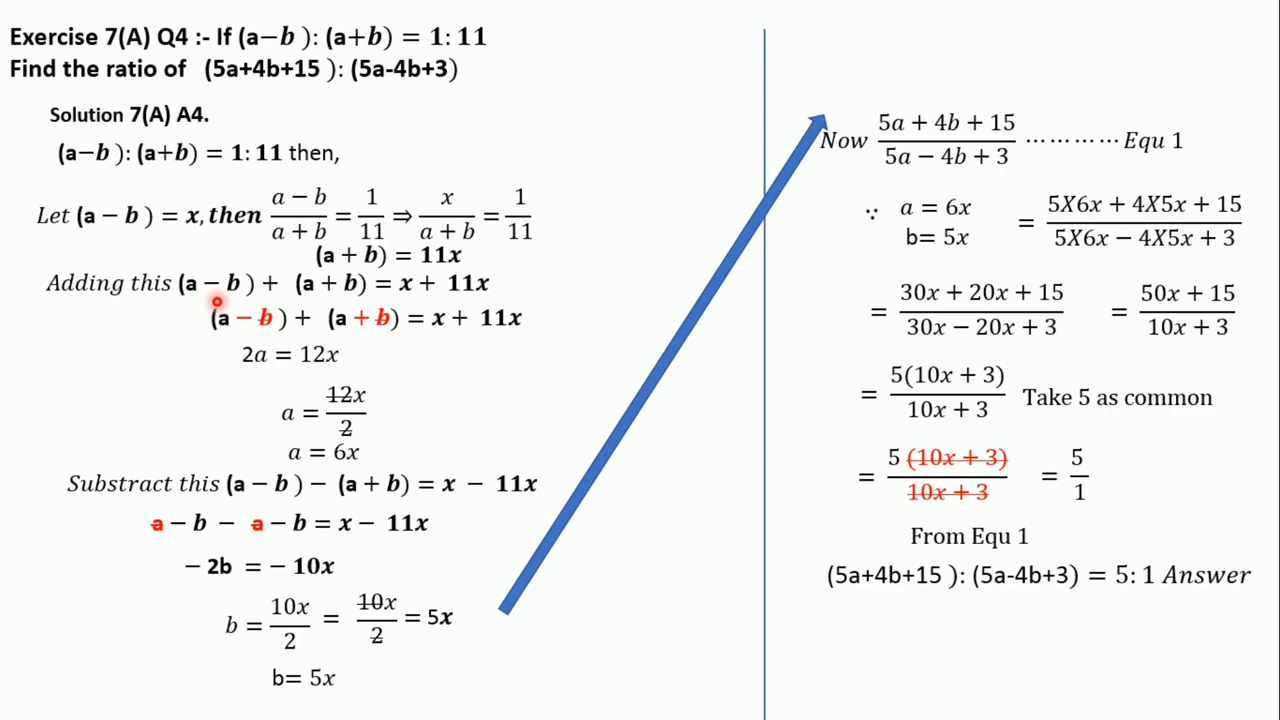 Exercise 7(A) Q4 :- If (a−b ): (a+b) = 1: 11
Find the ratio of (5a+4b+15 ): (5a-4b+3)
Solution 7(A) A4.
(a−b ): (a+b) = 1: 11 then,
Let (a − b ) = x, then (a − b)/(a + b) = 1/11 ⇒ x/(a + b) = 1/11
(a + b) = 11x
Adding this (a − b ) + (a + b) = x + 11x
(a − b ) + (a + b) = x + 11x
2a = 12x
a = 12x/2
a = 6x
Substract this (a − b ) − (a + b) = x − 11x
a − b − a − b = x − 11x
− 2b = − 10x
b = 10x/2 = 10x/2 = 5x
b= 5x
Now (5a + 4b + 15)/(5a − 4b + 3) ………… Equ 1
∵ a = 6x b= 5x = (5X6x + 4X5x + 15)/(5X6x − 4X5x + 3)
= (30x + 20x + 15)/(30x − 20x + 3) = (50x + 15)/(10x + 3)
= 5(10x + 3)/(10x + 3) Take 5 as common
= 5 (10x + 3)/(10x + 3) = 5/1
From Equ 1
(5a+4b+15 ): (5a-4b+3) = 5: 1 Answer